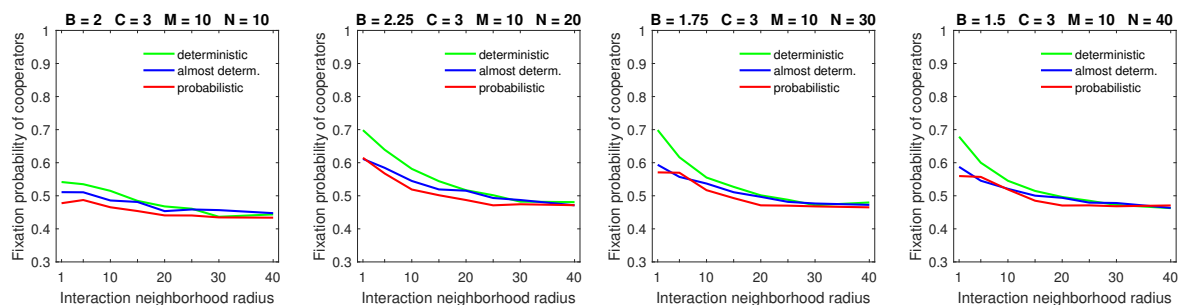 B = 2 C = 3 M = 10 N = 10
Fixation probability of cooperators
1
0.9
0.8
0.7
0.6
0.5
0.4
0.3
deterministic
almost determ.
probabilistic
1 10 20 30 40
Interaction neighborhood radius
B = 2.25 C = 3 M = 10 N = 20
Fixation probability of cooperators
1
0.9
0.8
0.7
0.6
0.5
0.4
0.3
deterministic
almost determ.
probabilistic
1 10 20 30 40
Interaction neighborhood radius
B = 1.75 C = 3 M = 10 N = 30
Fixation probability of cooperators
1
0.9
0.8
0.7
0.6
0.5
0.4
0.3
deterministic
almost determ.
probabilistic
1 10 20 30 40
Interaction neighborhood radius
B = 1.5 C = 3 M = 10 N = 40
Fixation probability of cooperators
1
0.9
0.8
0.7
0.6
0.5
0.4
0.3
deterministic
almost determ.
probabilistic
1 10 20 30 40
Interaction neighborhood radius